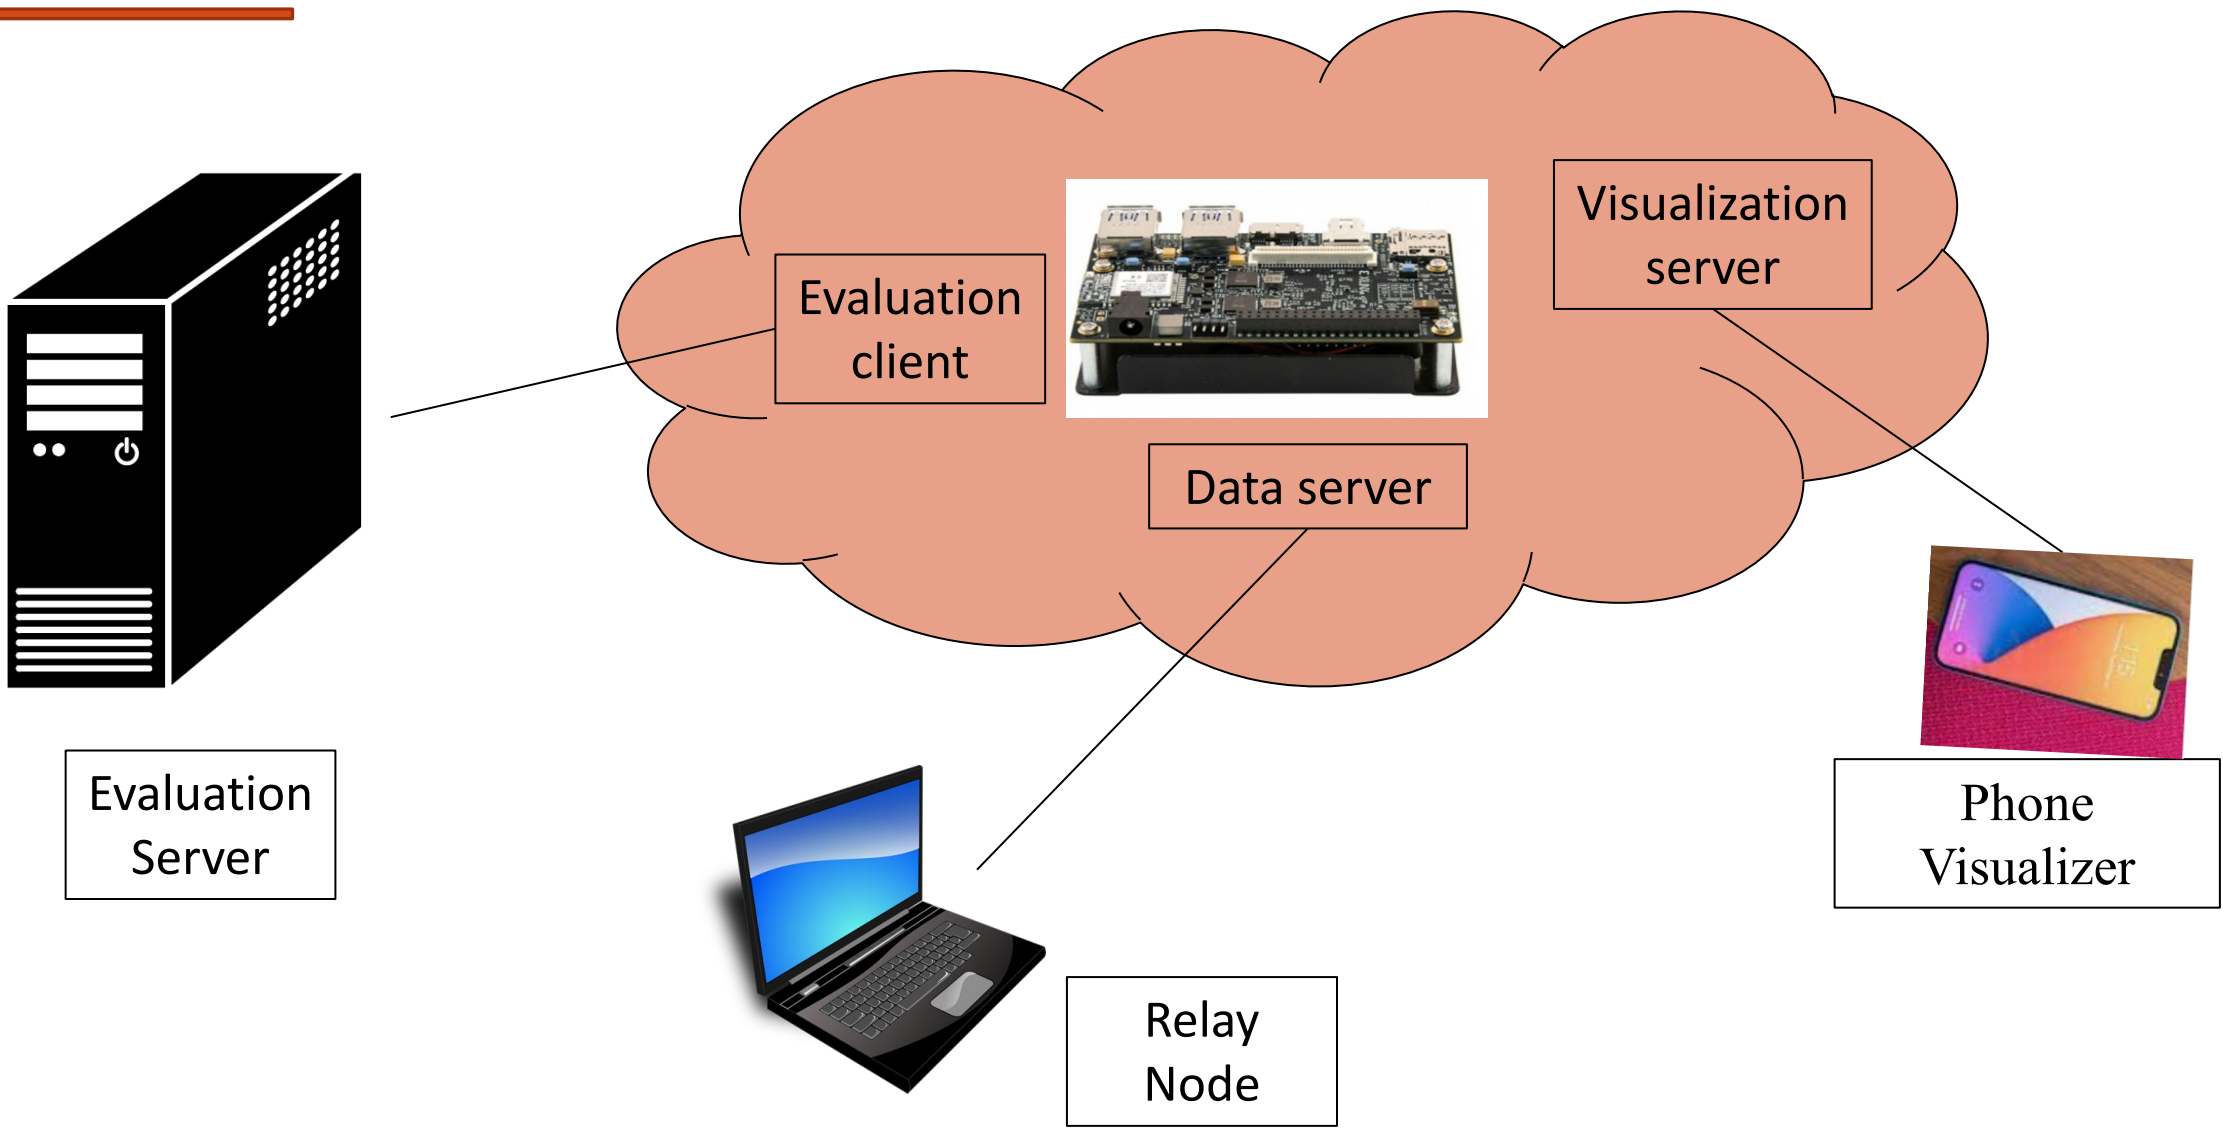 Visualization
server
Evaluation
client
Data server
Evaluation
Server
Phone
Visualizer
Relay
Node